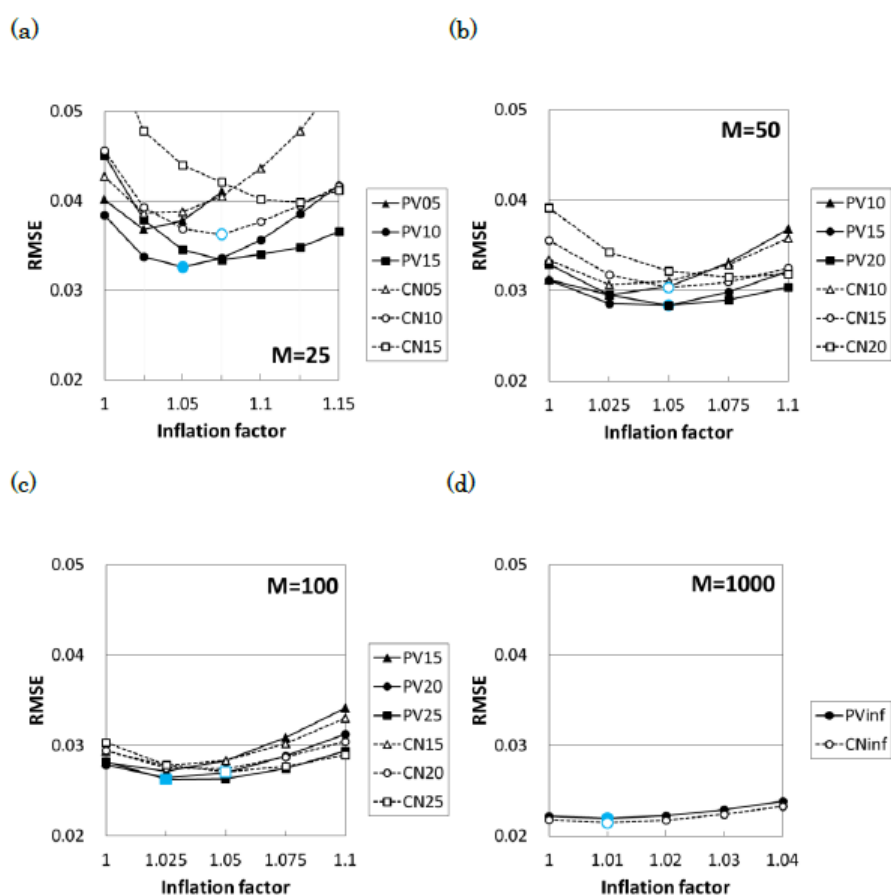 (a)
0.05
0.04
0.03
0.02
RMSE
M=25
1
1.05
1.1
1.15
Inflation factor
PV05
PV10
PV15
CN05
CN10
CN15
(b)
0.05
0.04
0.03
0.02
RMSE
M=50
1
1.025
1.05
1.075
1.1
Inflation factor
PV10
PV15
PV20
CN10
CN15
CN20
(c)
0.05
0.04
0.03
0.02
RMSE
M=100
1
1.025
1.05
1.075
1.1
Inflation factor
PV15
PV20
PV25
CN15
CN20
CN25
(d)
0.05
0.04
0.03
0.02
RMSE
M=1000
1
1.01
1.02
1.03
1.04
Inflation factor
PVinf
CNinf